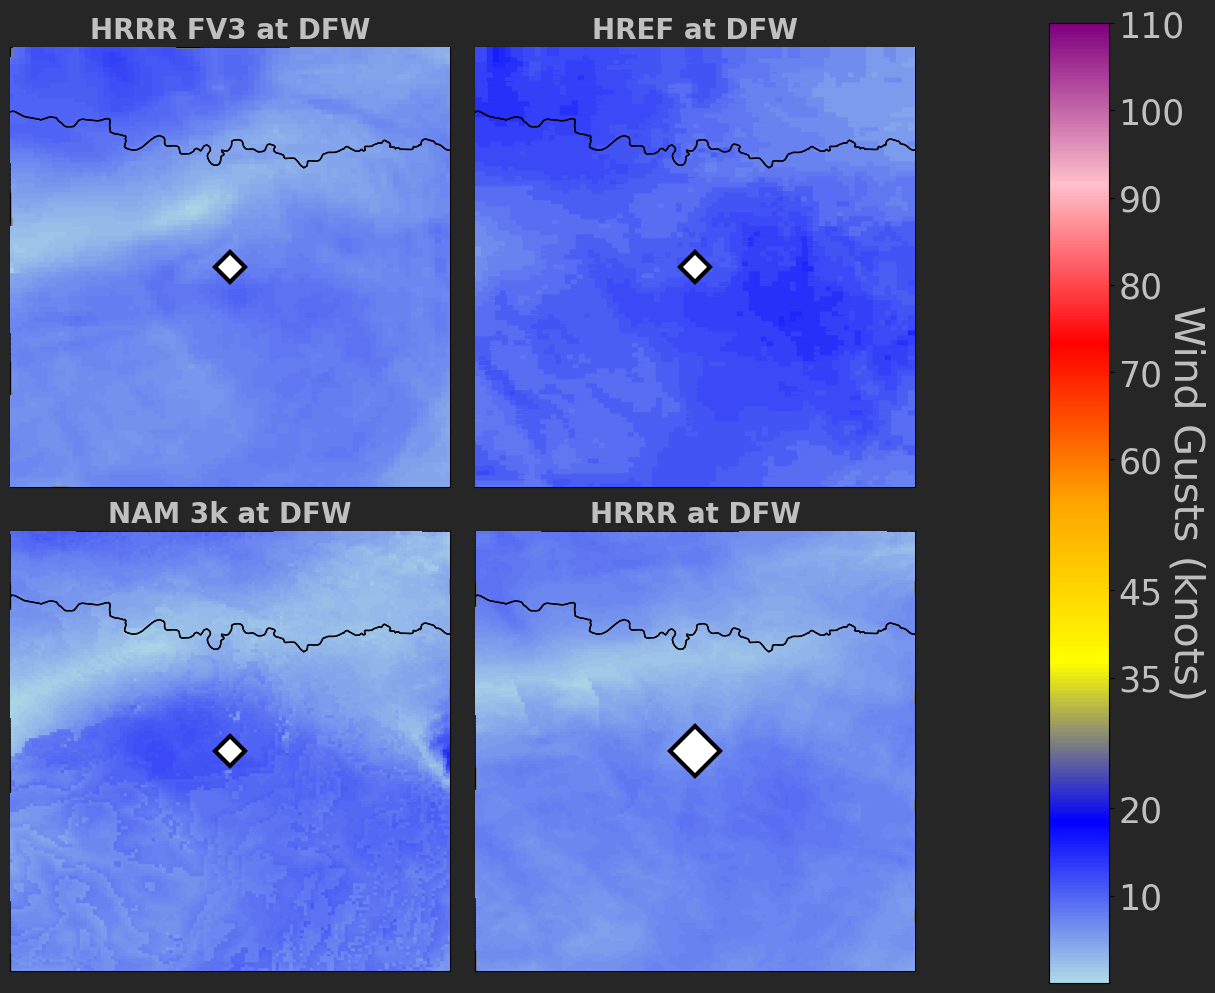 HRRR FV3 at DFW
HREF at DFW
NAM 3k at DFW
HRRR at DFW
110
100
90
80
70
60
45
35
20
10
Wind Gusts (knots)